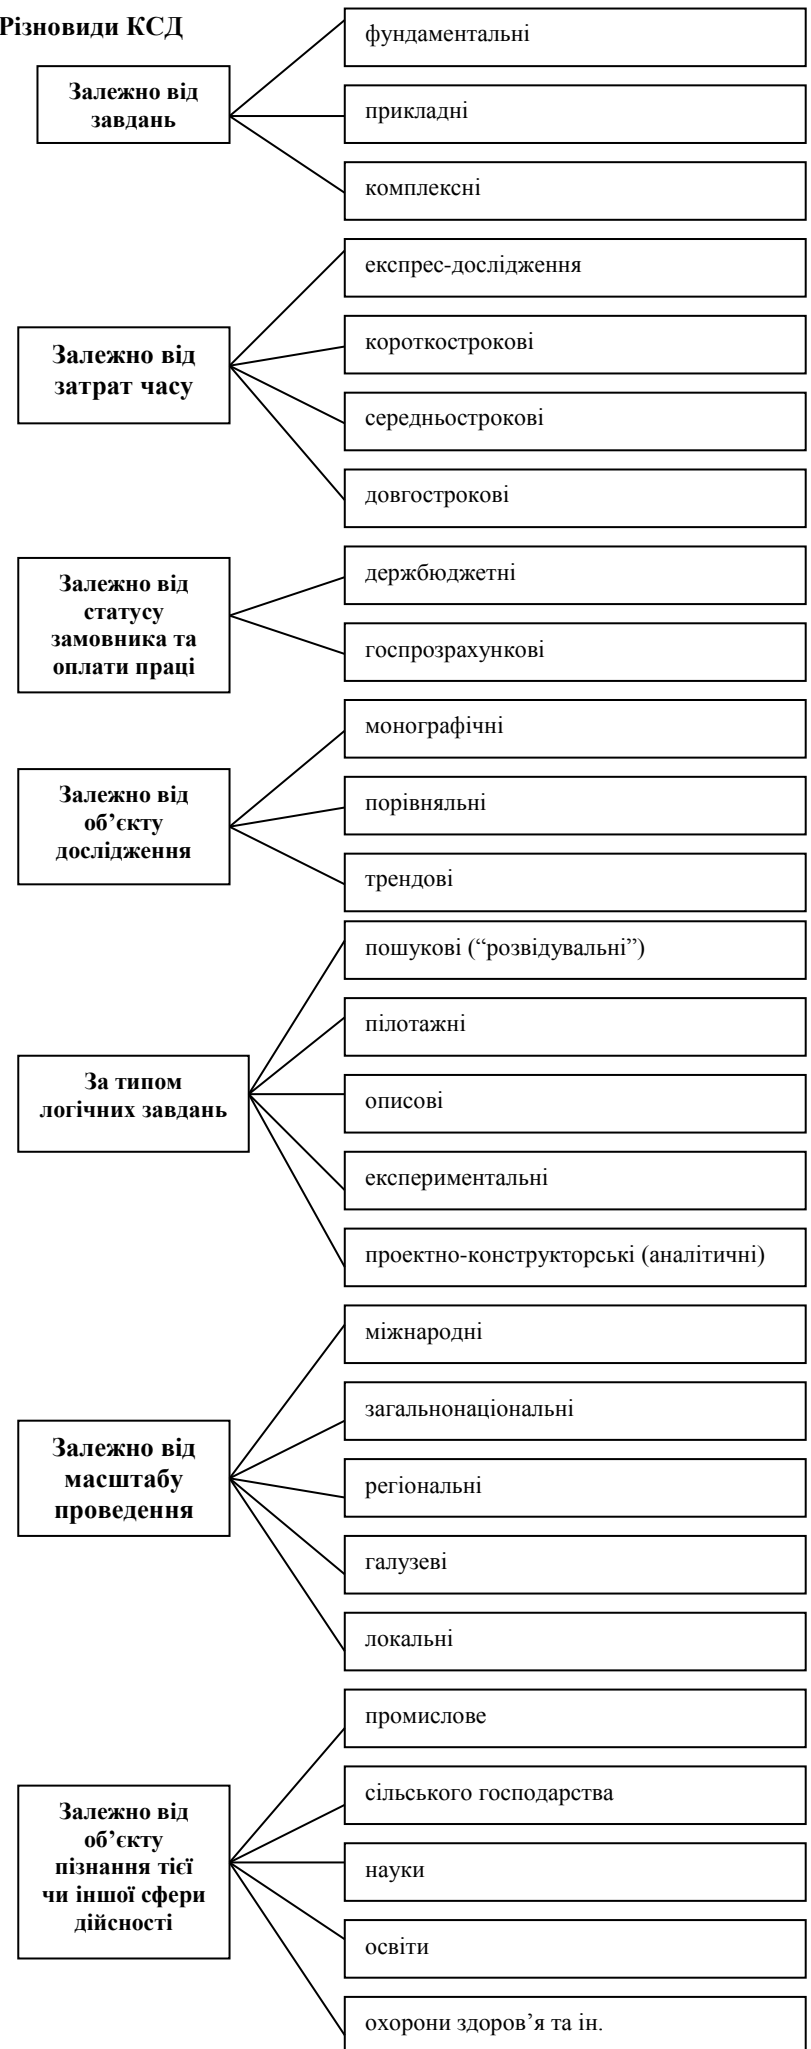 Різновиди КСД
Залежно від
завдань
фундаментальні
прикладні
комплексні
Залежно від
затрат часу
експрес-дослідження
короткострокові
середньострокові
довгострокові
Залежно від
статусу
замовника та
оплати праці
держбюджетні
госпрозрахункові
Залежно від
об’єкту
дослідження
монографічні
порівняльні
трендові
За типом
логічних завдань
пошукові (“розвідувальні”)
пілотажні
описові
експериментальні
проектно-конструкторські (аналітичні)
Залежно від
масштабу
проведення
міжнародні
загальнонаціональні
регіональні
галузеві
локальні
Залежно від
об’єкту
пізнання тієї
чи іншої сфери
дійсності
промислове
сільського господарства
науки
освіти
охорони здоров’я та ін.